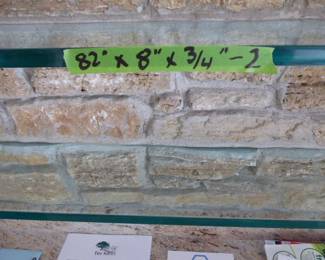 82" x 8" x 3/4" - 2